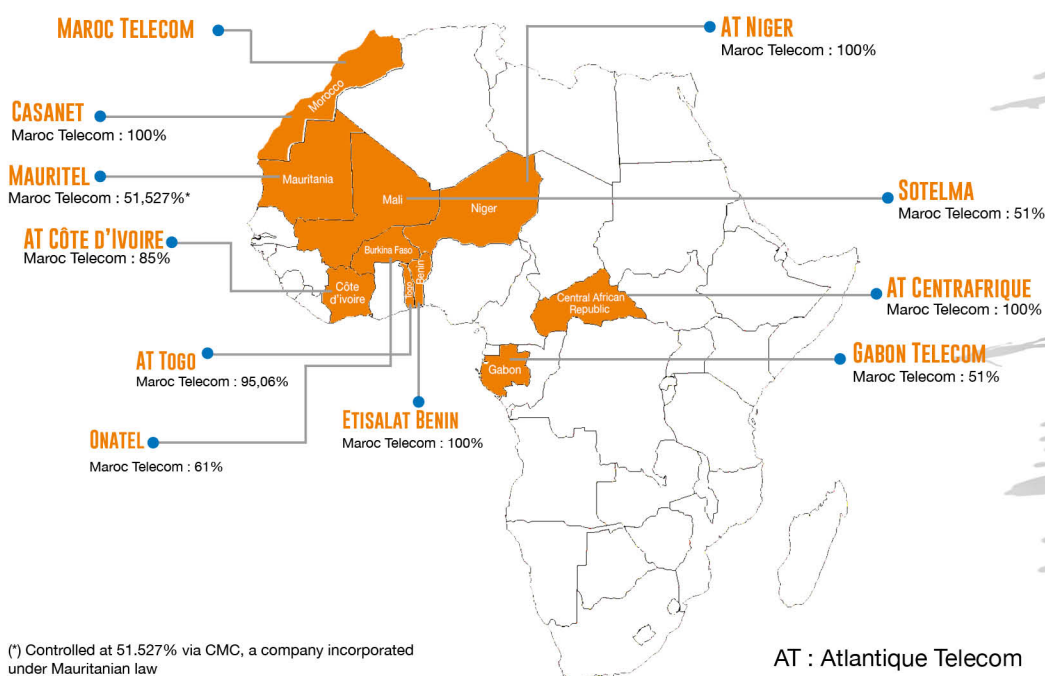 MAROC TELECOM
AT NIGER
Maroc Telecom : 100%
CASANET
Maroc Telecom : 100%
MAURITEL
Maroc Telecom : 51,527%*
SOTELMA
Maroc Telecom : 51%
AT CÔTE D'IVOIRE
Maroc Telecom : 85%
AT CENTRAFRIQUE
Maroc Telecom : 100%
AT TOGO
Maroc Telecom : 95,06%
GABON TELECOM
Maroc Telecom : 51%
ETISALAT BENIN
Maroc Telecom : 100%
ONATEL
Maroc Telecom : 61%
Morocco
Mauritania
Mali
Niger
Burkina Faso
Côte
d'ivoire
Togo
Benin
Central African
Republic
Gabon
(*) Controlled at 51.527% via CMC, a company incorporated
under Mauritanian law
AT : Atlantique Telecom